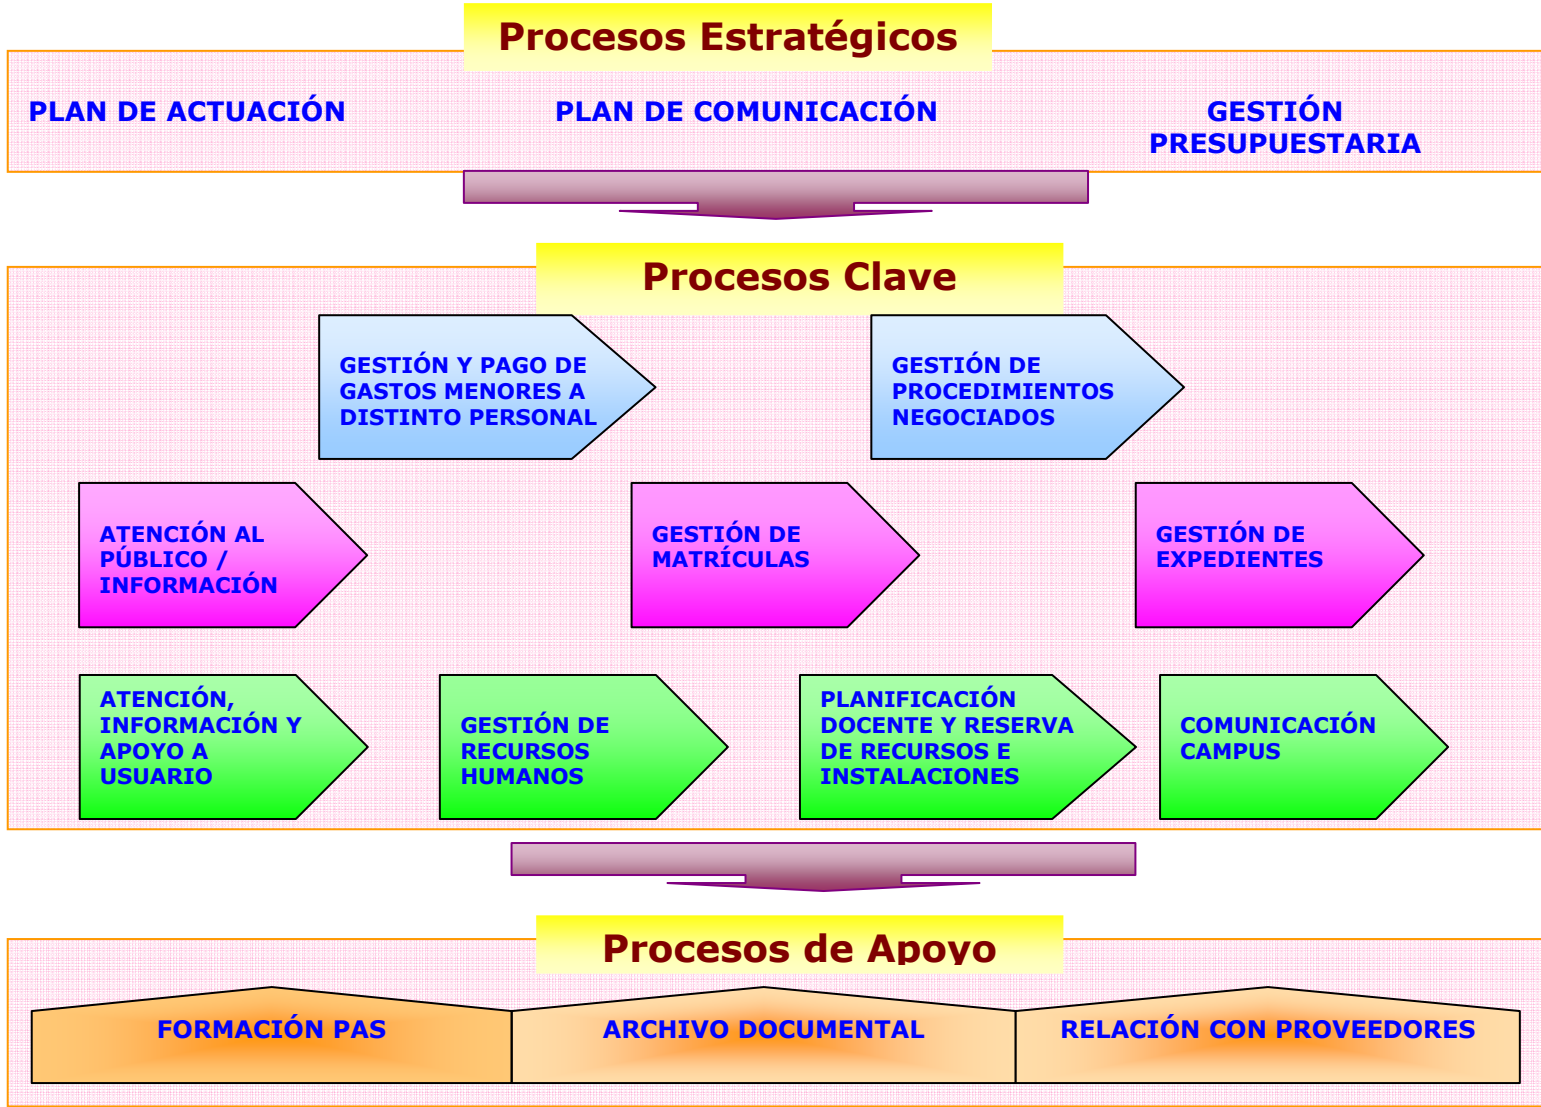 Procesos Estratégicos
PLAN DE ACTUACIÓN
PLAN DE COMUNICACIÓN
GESTIÓN
PRESUPUESTARIA
Procesos Clave
GESTIÓN Y PAGO DE
GASTOS MENORES A
DISTINTO PERSONAL
GESTIÓN DE
PROCEDIMIENTOS
NEGOCIADOS
ATENCIÓN AL
PÚBLICO /
INFORMACIÓN
GESTIÓN DE
MATRÍCULAS
GESTIÓN DE
EXPEDIENTES
ATENCIÓN,
INFORMACIÓN Y
APOYO A
USUARIO
GESTIÓN DE
RECURSOS
HUMANOS
PLANIFICACIÓN
DOCENTE Y RESERVA
DE RECURSOS E
INSTALACIONES
COMUNICACIÓN
CAMPUS
Procesos de Apoyo
FORMACIÓN PAS
ARCHIVO DOCUMENTAL
RELACIÓN CON PROVEEDORES